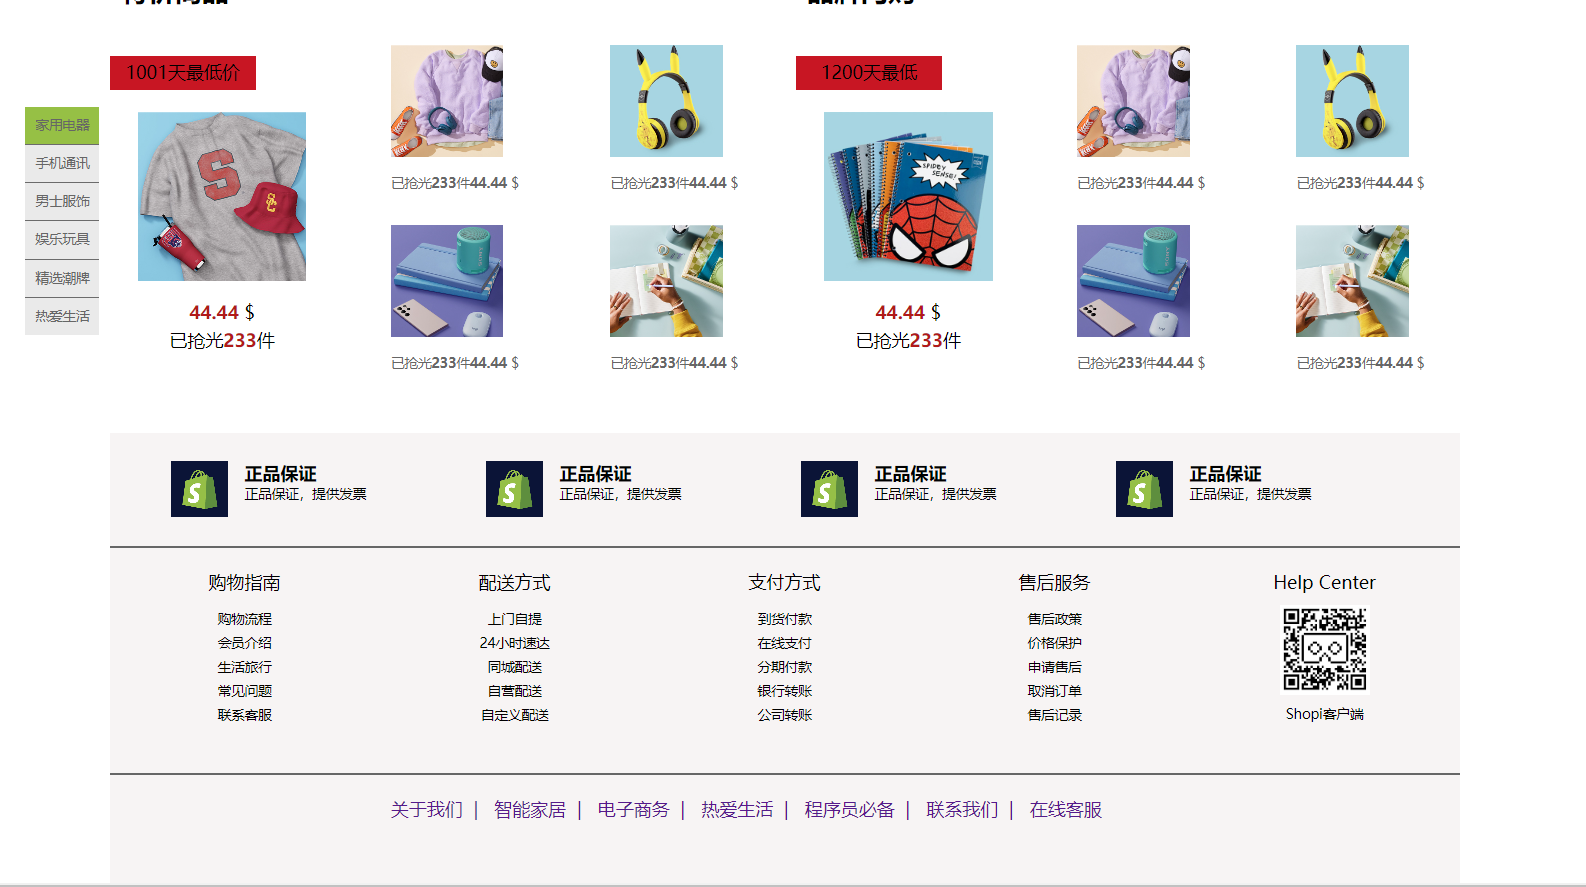 1001天最低价
1200天最低
家用电器
手机通讯
男士服饰
娱乐玩具
精选潮牌
热爱生活
S
SC
SPIDEY SENSE!
44.44 $
已抢光233件
已抢光233件44.44 $
已抢光233件44.44 $
已抢光233件44.44 $
已抢光233件44.44 $
44.44 $
已抢光233件
已抢光233件44.44 $
已抢光233件44.44 $
已抢光233件44.44 $
已抢光233件44.44 $
正品保证
正品保证，提供发票
正品保证
正品保证，提供发票
正品保证
正品保证，提供发票
正品保证
正品保证，提供发票
购物指南
购物流程
会员介绍
生活旅行
常见问题
联系客服
配送方式
上门自提
24小时速达
同城配送
自营配送
自定义配送
支付方式
到货付款
在线支付
分期付款
银行转账
公司转账
售后服务
售后政策
价格保护
申请售后
取消订单
售后记录
Help Center
Shopi客户端
关于我们 | 智能家居 | 电子商务 | 热爱生活 | 程序员必备 | 联系我们 | 在线客服